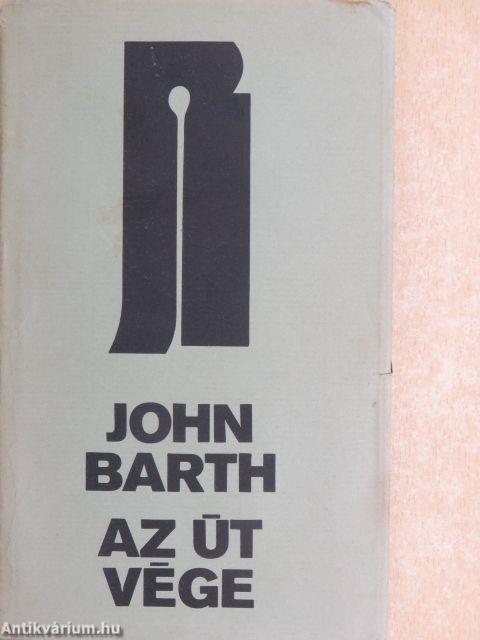 JOHN
BARTH
AZ ŪT
VĒGE
Antikvárium.hu